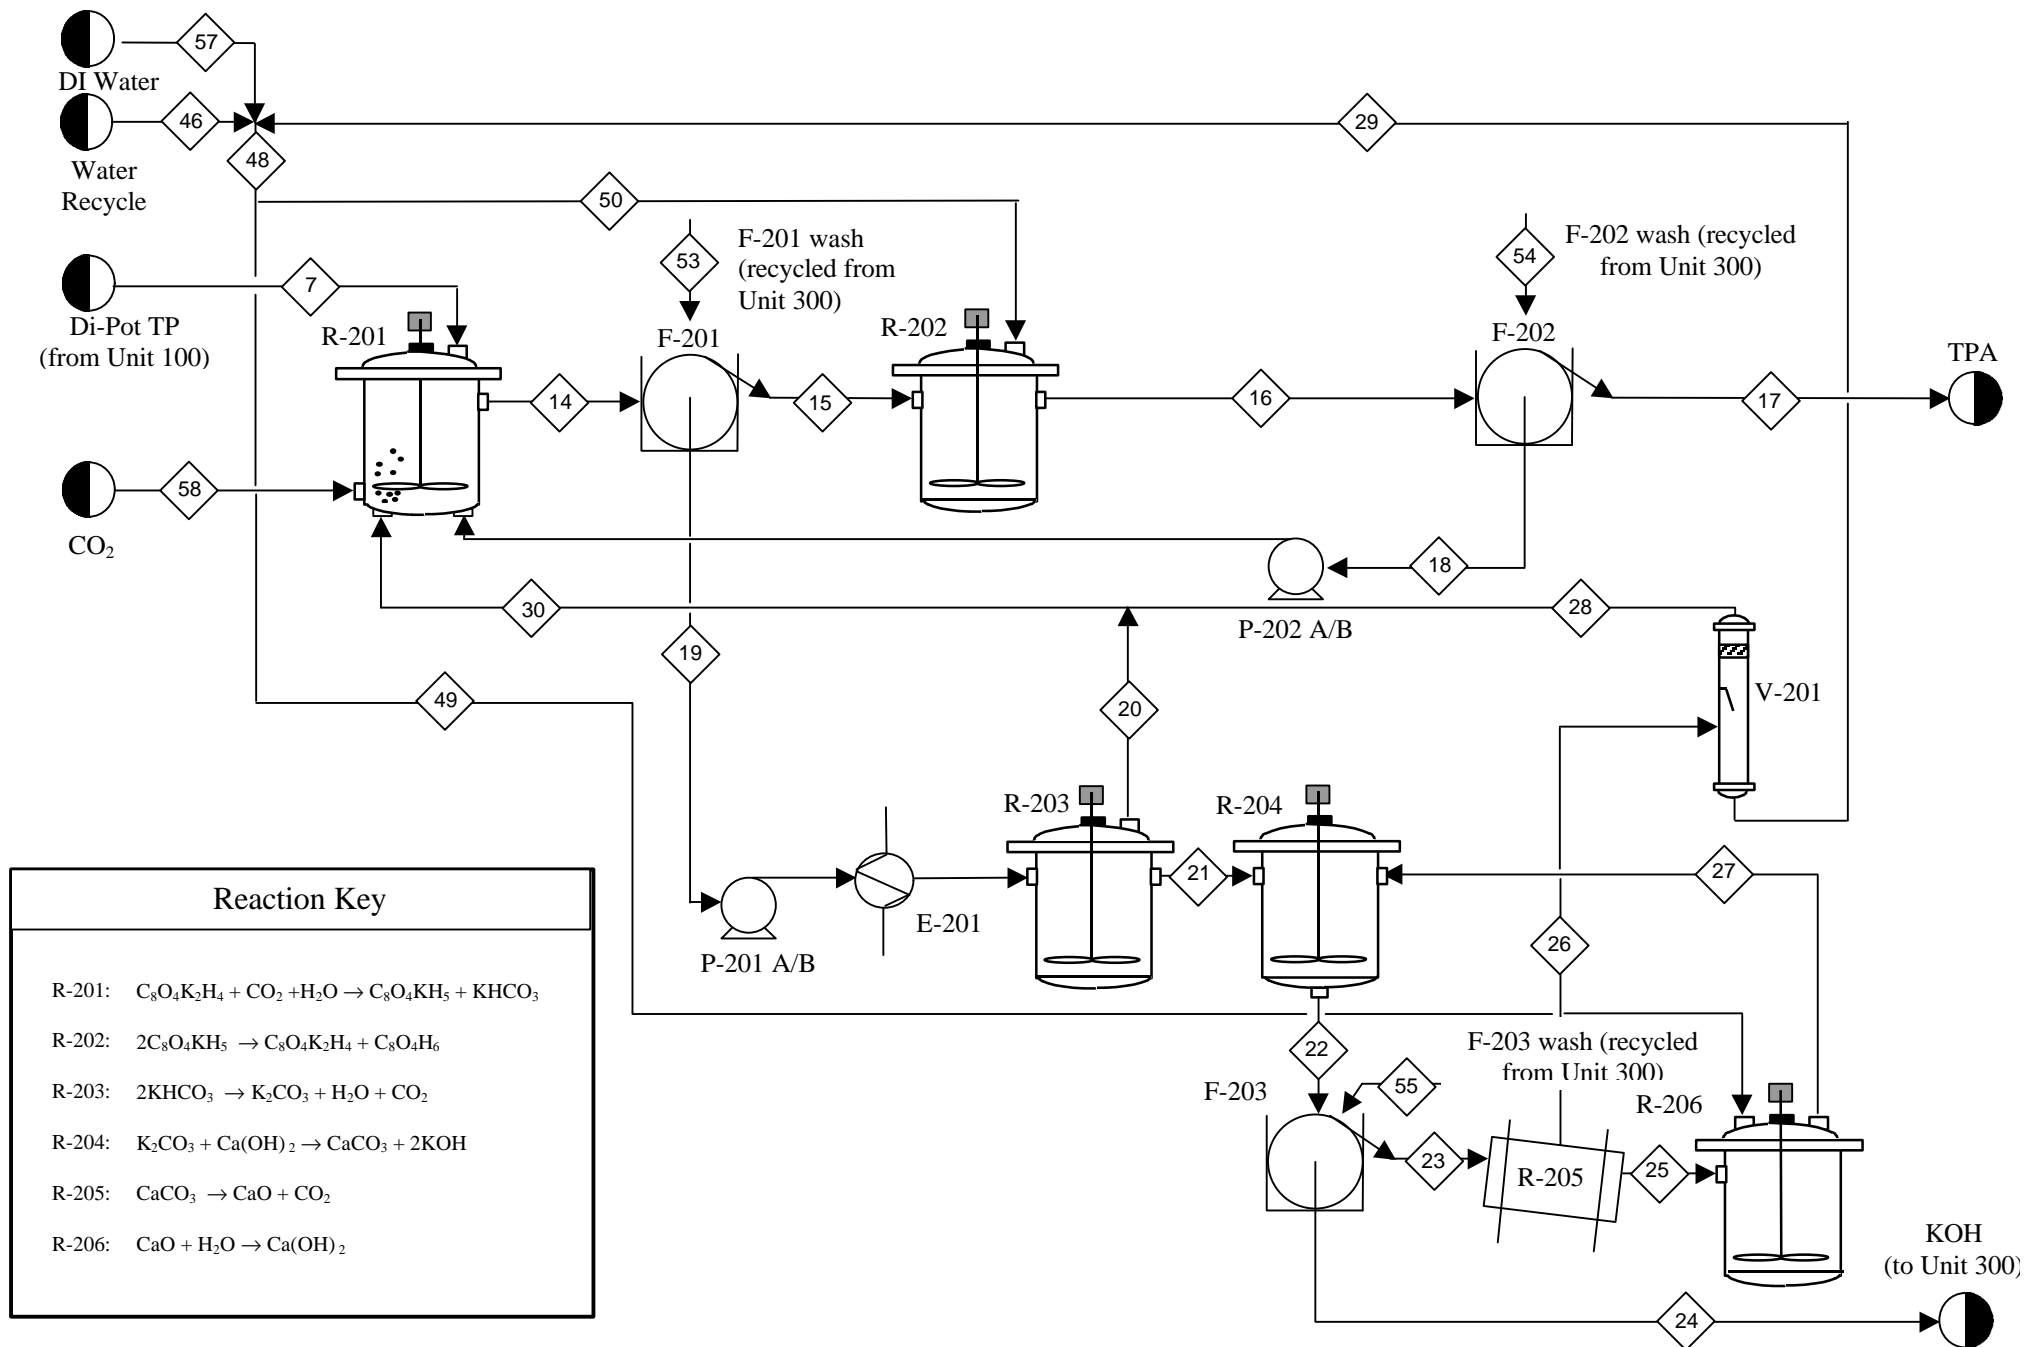 57
DI Water
46
29
Water
Recycle
48
50
F-201 wash
(recycled from
Unit 300)
53
F-202 wash (recycled
from Unit 300)
54
7
Di-Pot TP
(from Unit 100)
R-201
F-201
R-202
F-202
TPA
14
15
16
17
58
CO₂
18
P-202 A/B
30
28
19
V-201
49
20
R-203
R-204
21
27
E-201
P-201 A/B
26
22
F-203 wash (recycled
from Unit 300)
55
F-203
R-206
23
R-205
25
KOH
(to Unit 300)
24
Reaction Key
R-201: C₈O₄K₂H₄ + CO₂ +H₂O → C₈O₄KH₅ + KHCO₃
R-202: 2C₈O₄KH₅ → C₈O₄K₂H₄ + C₈O₄H₆
R-203: 2KHCO₃ → K₂CO₃ + H₂O + CO₂
R-204: K₂CO₃ + Ca(OH)₂ → CaCO₃ + 2KOH
R-205: CaCO₃ → CaO + CO₂
R-206: CaO + H₂O → Ca(OH)₂